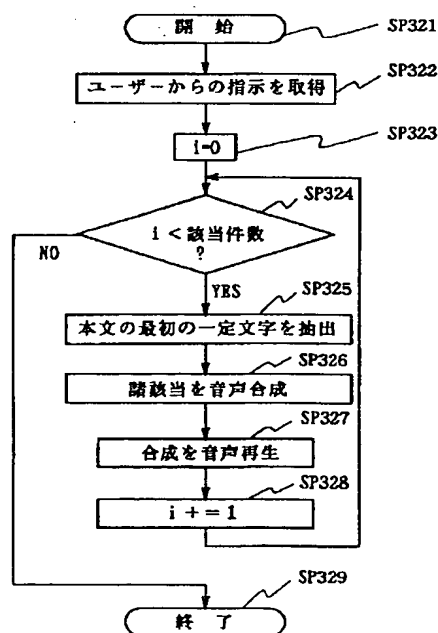 開 始
SP321
SP322
ユーザーからの指示を取得
SP323
i=0
SP324
i < 該当件数
?
NO
YES
SP325
本文の最初の一定文字を抽出
SP326
諸該当を音声合成
SP327
合成を音声再生
SP328
i += 1
SP329
終 了